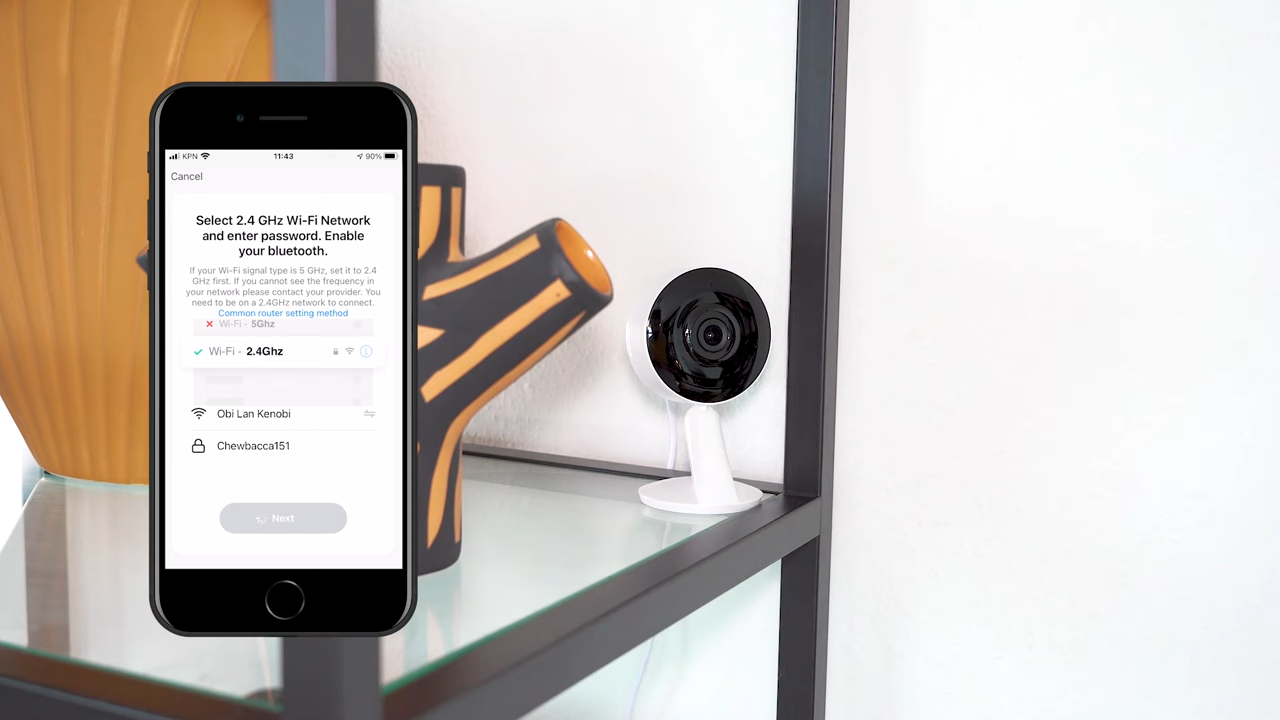 KPN 11:43 90%
Cancel
Select 2.4 GHz Wi-Fi Network
and enter password. Enable
your bluetooth.
If your Wi-Fi signal type is 5 GHz, set it to 2.4
GHz first. If you cannot see the frequency in
your network please contact your provider. You
need to be on a 2.4GHz network to connect.
Common router setting method
Wi-Fi - 5Ghz
Wi-Fi - 2.4Ghz
Obi Lan Kenobi
Chewbacca151
Next